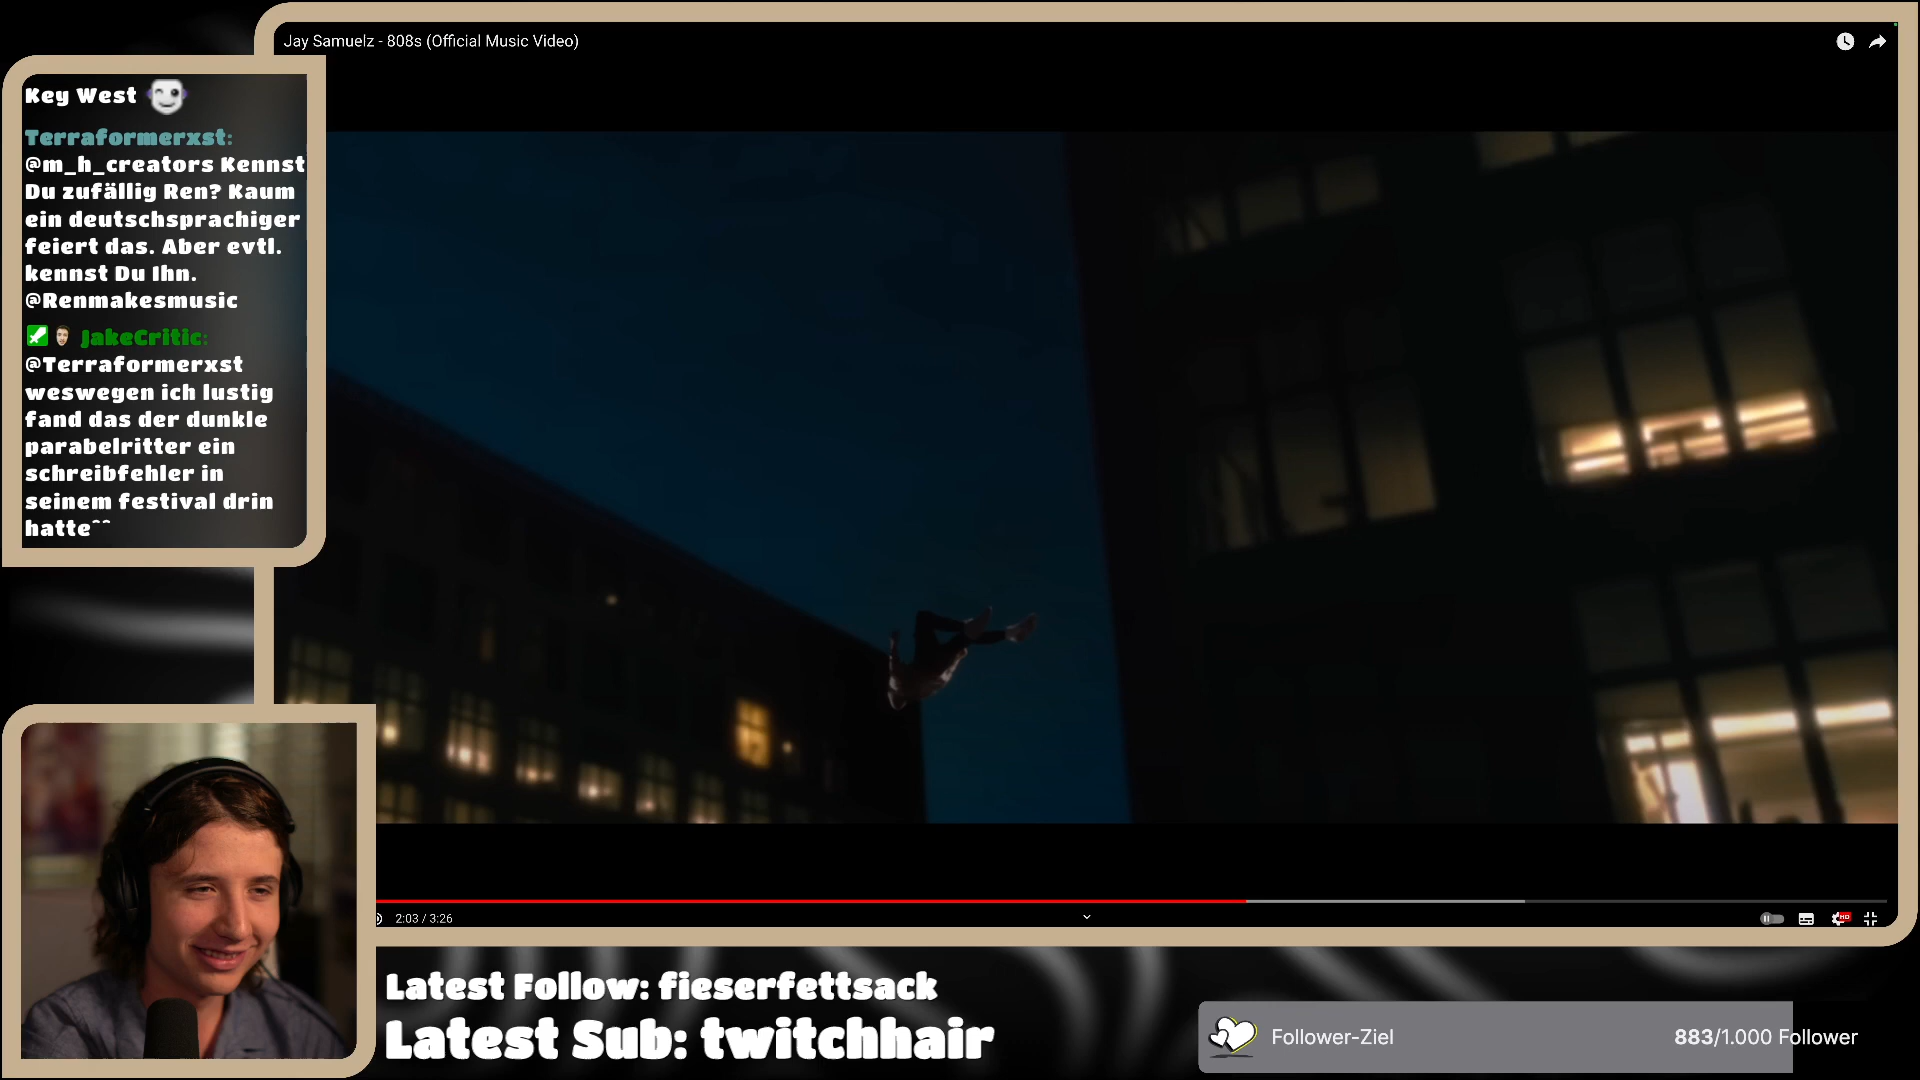 Jay Samuelz - 808s (Official Music Video)
Key West
Terraformerxst:
@m_h_creators Kennst
Du zufällig Ren? Kaum
ein deutschsprachiger
feiert das. Aber evtl.
kennst Du Ihn.
@Renmakesmusic
JakeCritic:
@Terraformerxst
weswegen ich lustig
fand das der dunkle
parabelritter ein
schreibfehler in
seinem festival drin
hatte^^
2:03 / 3:26
HD
Latest Follow: fieserfettsack
Latest Sub: twitchhair
Follower-Ziel
883/1.000 Follower